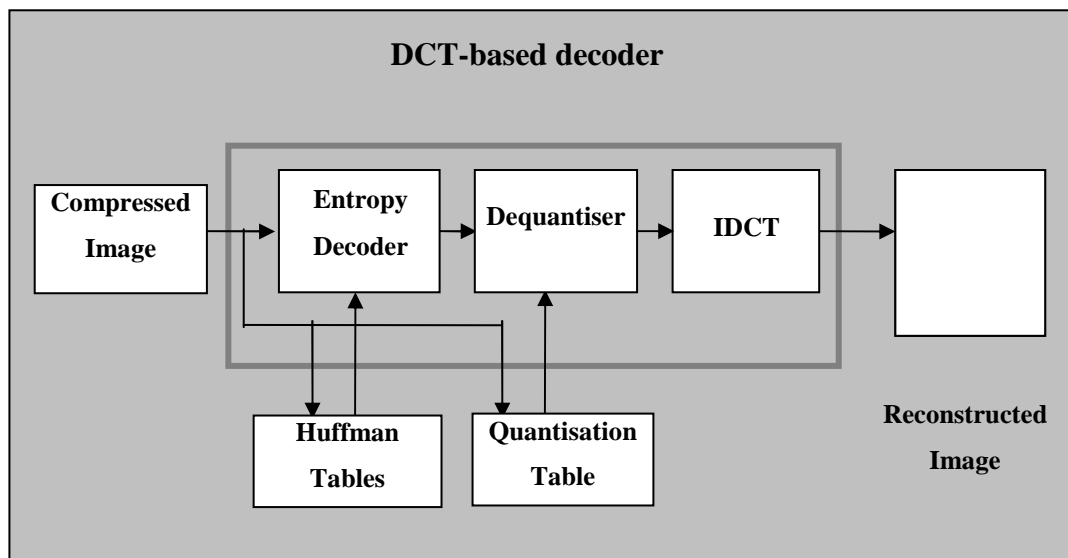 DCT-based decoder
Compressed
Image
Entropy
Decoder
Dequantiser
IDCT
Huffman
Tables
Quantisation
Table
Reconstructed
Image